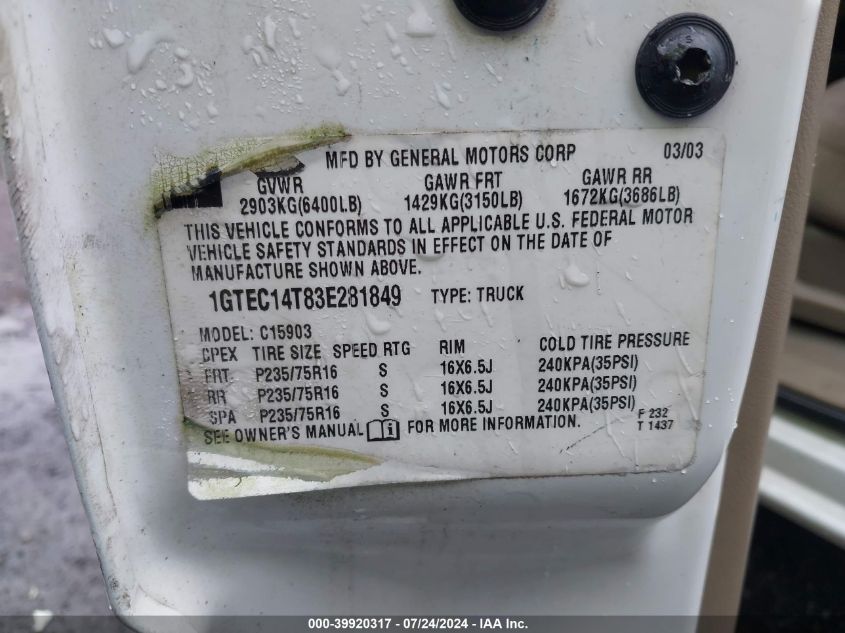 MFD BY GENERAL MOTORS CORP 03/03
GVWR GAWR FRT GAWR RR
2903KG(6400LB) 1429KG(3150LB) 1672KG(3686LB)
THIS VEHICLE CONFORMS TO ALL APPLICABLE U.S. FEDERAL MOTOR
VEHICLE SAFETY STANDARDS IN EFFECT ON THE DATE OF
MANUFACTURE SHOWN ABOVE.
1GTEC14T83E281849 TYPE: TRUCK
MODEL: C15903
CPEX TIRE SIZE SPEED RTG RIM COLD TIRE PRESSURE
FRT P235/75R16 S 16X6.5J 240KPA(35PSI)
RR P235/75R16 S 16X6.5J 240KPA(35PSI)
SPA P235/75R16 S 16X6.5J 240KPA(35PSI)
SEE OWNER'S MANUAL i FOR MORE INFORMATION.
F 232
T 1437
000-39920317 - 07/24/2024 - IAA Inc.